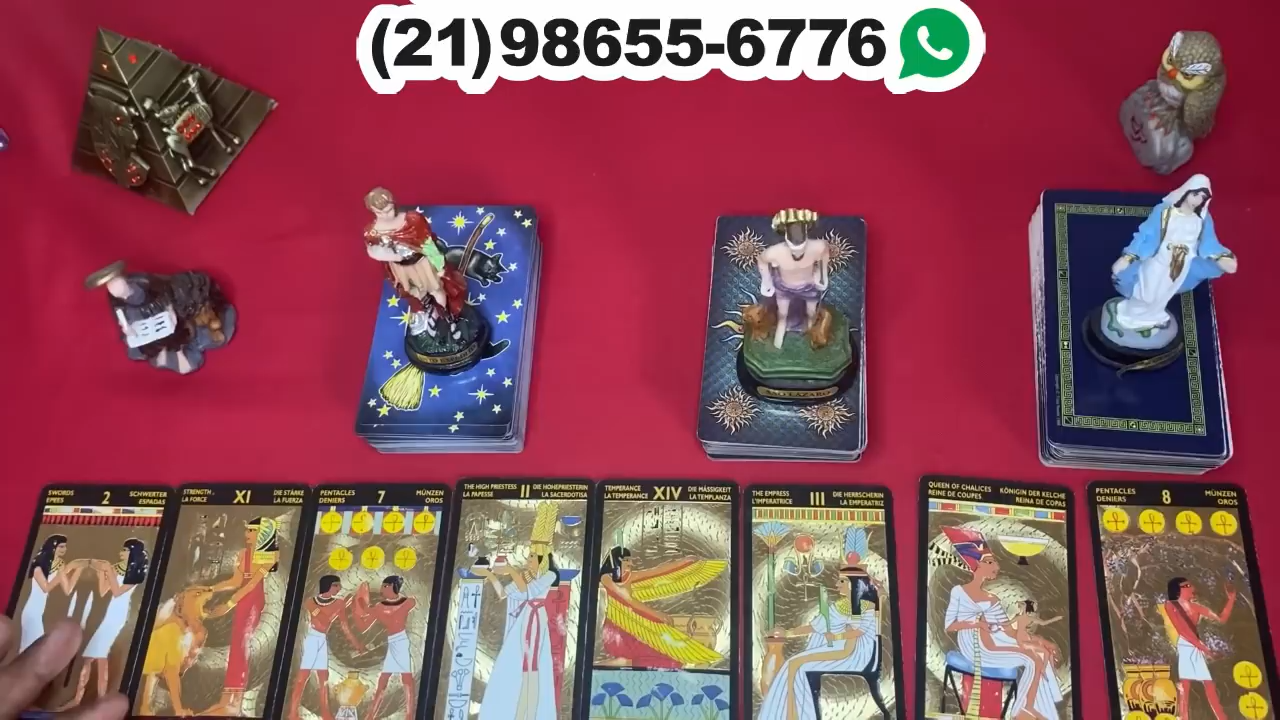 (21)98655-6776
SÃO LAZARO
SWORDS
EPEES
2
SCHWERTER
ESPADAS
STRENGTH
LA FORCE
XI
DIE STÄRKE
LA FUERZA
PENTACLES
DENIERS
7
MÜNZEN
OROS
THE HIGH PRIESTESS
LA PAPESSE
II
DIE HOHEPRIESTERIN
LA SACERDOTISA
TEMPERANCE
LA TEMPERANCE
XIV
DIE MÄSSIGKEIT
LA TEMPLANZA
THE EMPRESS
L'IMPERATRICE
III
DIE HERRSCHERIN
LA EMPERATRIZ
QUEEN OF CHALICES
REINE DE COUPES
KÖNIGIN DER KELCHE
REINA DE COPAS
PENTACLES
DENIERS
8
MÜNZEN
OROS